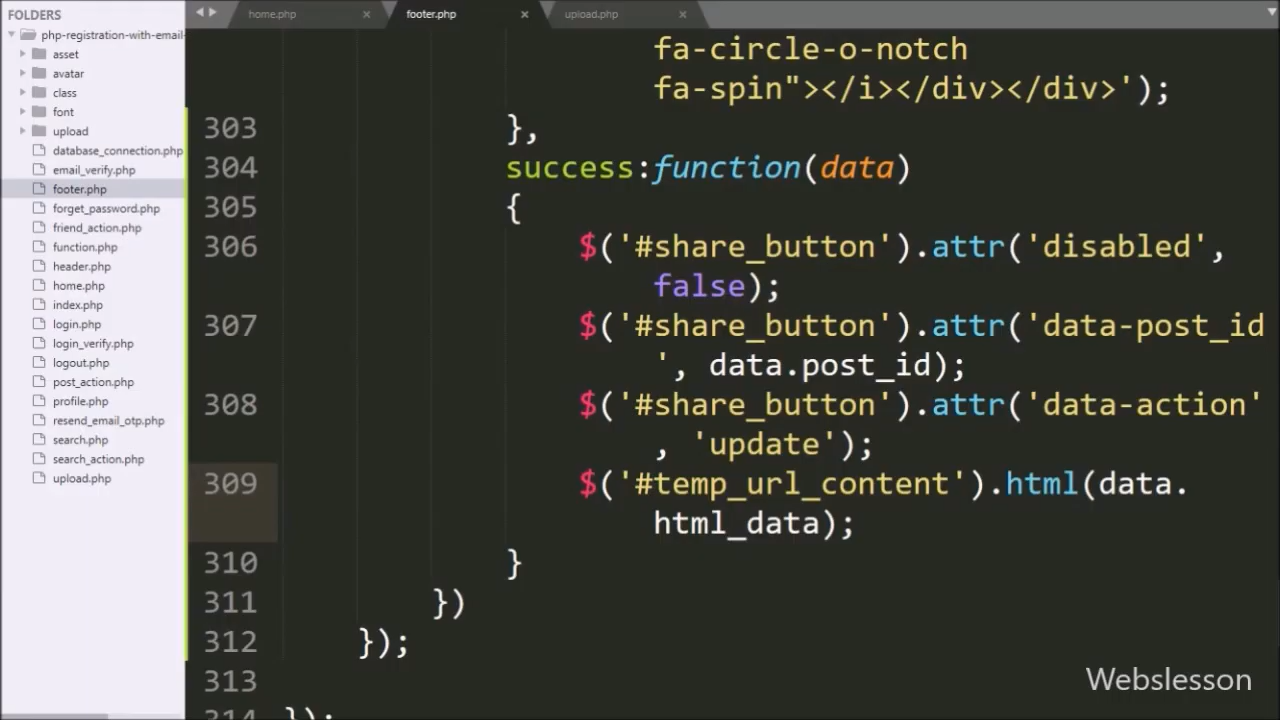 FOLDERS
php-registration-with-email-
asset
avatar
class
font
upload
database_connection.php
email_verify.php
footer.php
forget_password.php
friend_action.php
function.php
header.php
home.php
index.php
login.php
login_verify.php
logout.php
post_action.php
profile.php
resend_email_otp.php
search.php
search_action.php
upload.php
home.php
footer.php
upload.php
fa-circle-o-notch
fa-spin"></i></div></div>');
303 },
304 success:function(data)
305 {
306 $('#share_button').attr('disabled',
false);
307 $('#share_button').attr('data-post_id
', data.post_id);
308 $('#share_button').attr('data-action'
, 'update');
309 $('#temp_url_content').html(data.
html_data);
310 }
311 })
312 });
313
314 });
Webslesson